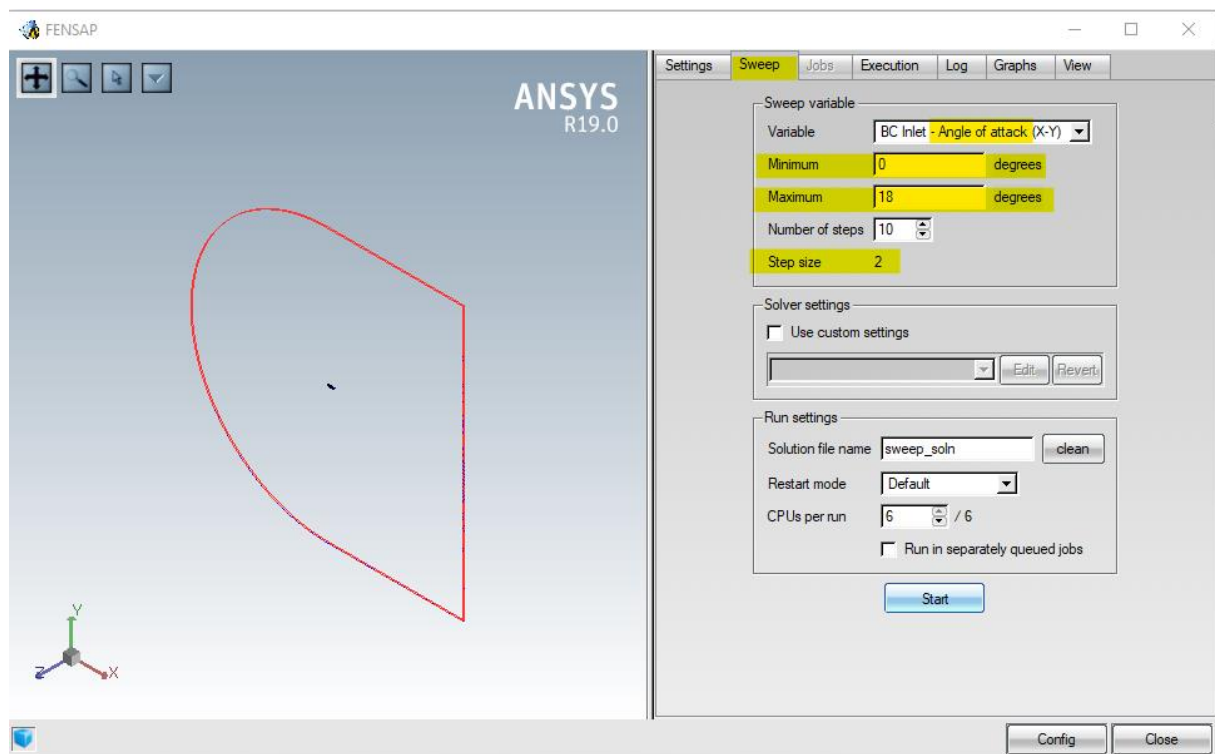 FENSAP
ANSYS
R19.0
Y
Z
X
Settings Sweep Jobs Execution Log Graphs View
Sweep variable
Variable BC Inlet - Angle of attack (X-Y)
Minimum 0 degrees
Maximum 18 degrees
Number of steps 10
Step size 2
Solver settings
Use custom settings
Edit Revert
Run settings
Solution file name sweep_soln clean
Restart mode Default
CPUs per run 6 / 6
Run in separately queued jobs
Start
Config Close